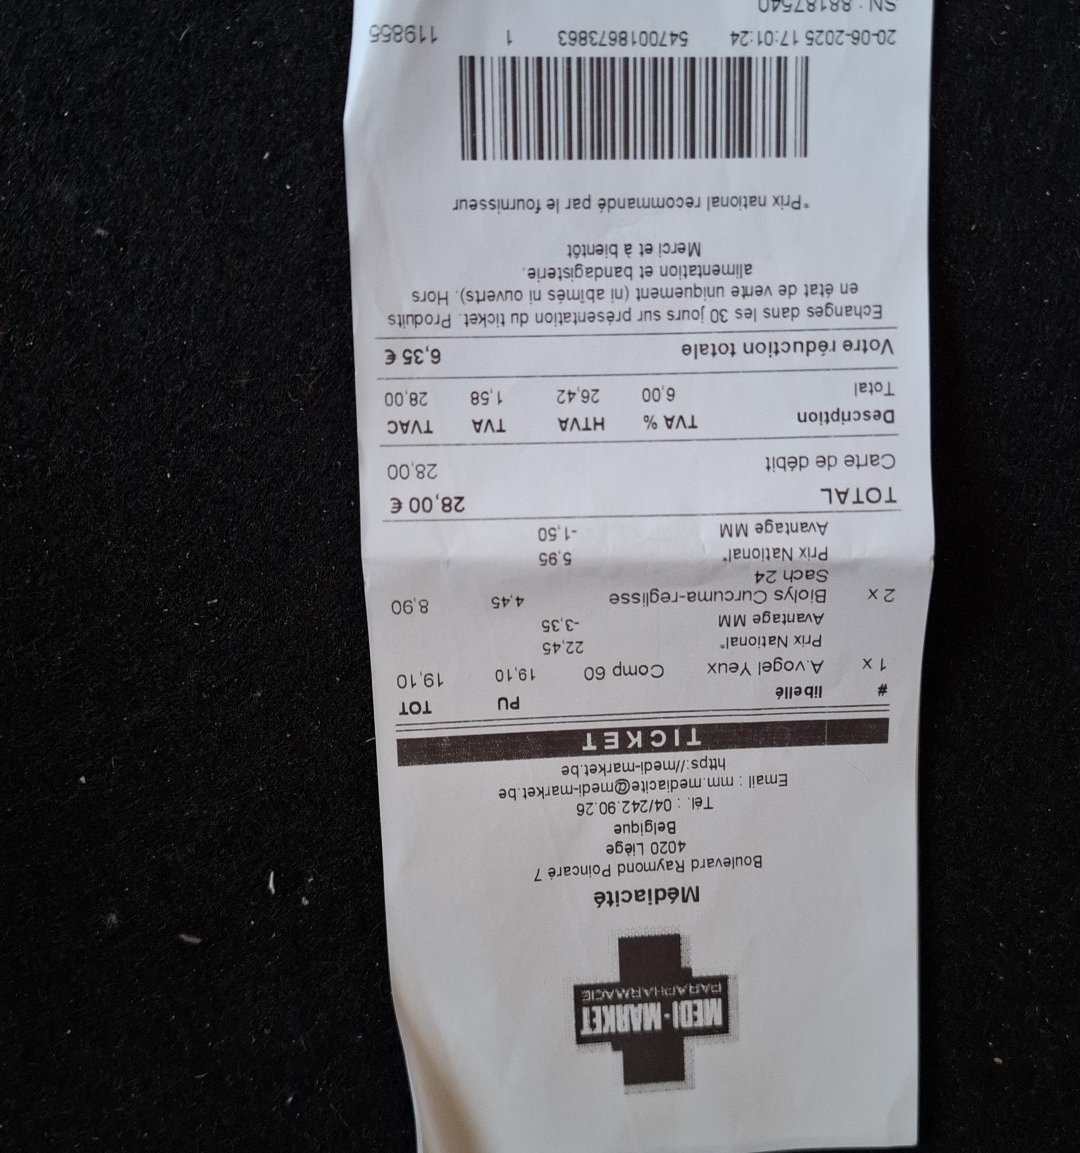 MEDI-MARKET
PARAPHARMACIE
Médiacité
Boulevard Raymond Poincaré 7
4020 Liège
Belgique
Tél. : 04/242.90.26
Email : mm.mediacite@medi-market.be
https://medi-market.be
TICKET
# libellé PU TOT
1 x A.vogel Yeux Comp 60 19,10 19,10
Prix National* 22,45
Avantage MM -3,35
2 x Biolys Curcuma-reglisse 4,45 8,90
Sach 24
Prix National* 5,95
Avantage MM -1,50
TOTAL 28,00 €
Carte de débit 28,00
Description TVA % HTVA TVA TVAC
Total 6,00 26,42 1,58 28,00
Votre réduction totale 6,35 €
Echanges dans les 30 jours sur présentation du ticket. Produits
en état de vente uniquement (ni abîmés ni ouverts). Hors
alimentation et bandagisterie.
Merci et à bientôt
*Prix national recommandé par le fournisseur
20-06-2025 17:01:24 5470018673863 1 119855
SN : 88187540